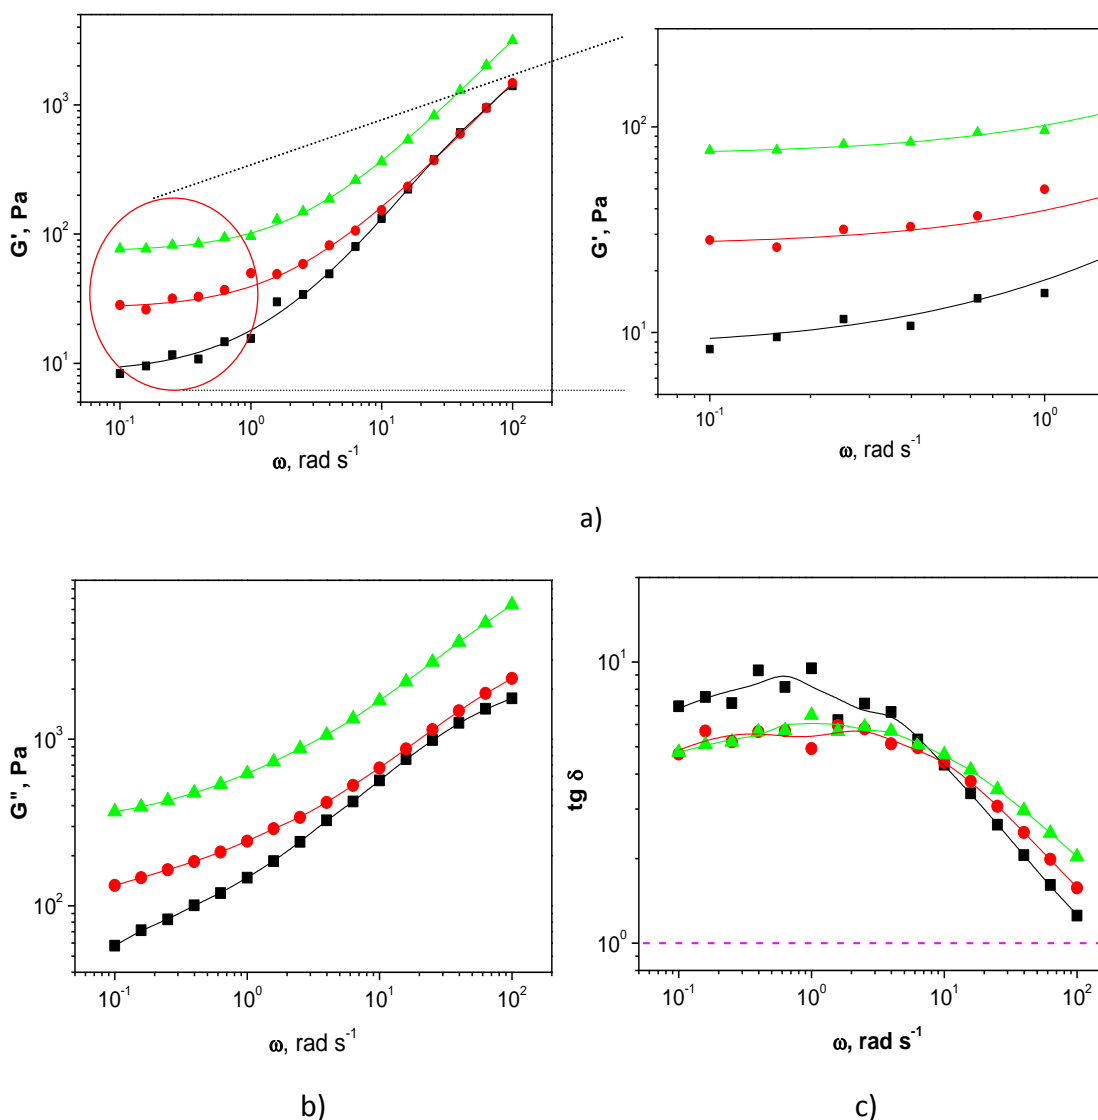 10³
10²
10¹
G', Pa
10⁻¹ 10⁰ 10¹ 10²
ω, rad s⁻¹
10²
10¹
G', Pa
10⁻¹ 10⁰
ω, rad s⁻¹
a)
10³
10²
G'', Pa
10⁻¹ 10⁰ 10¹ 10²
ω, rad s⁻¹
b)
10¹
10⁰
tg δ
10⁻¹ 10⁰ 10¹ 10²
ω, rad s⁻¹
c)